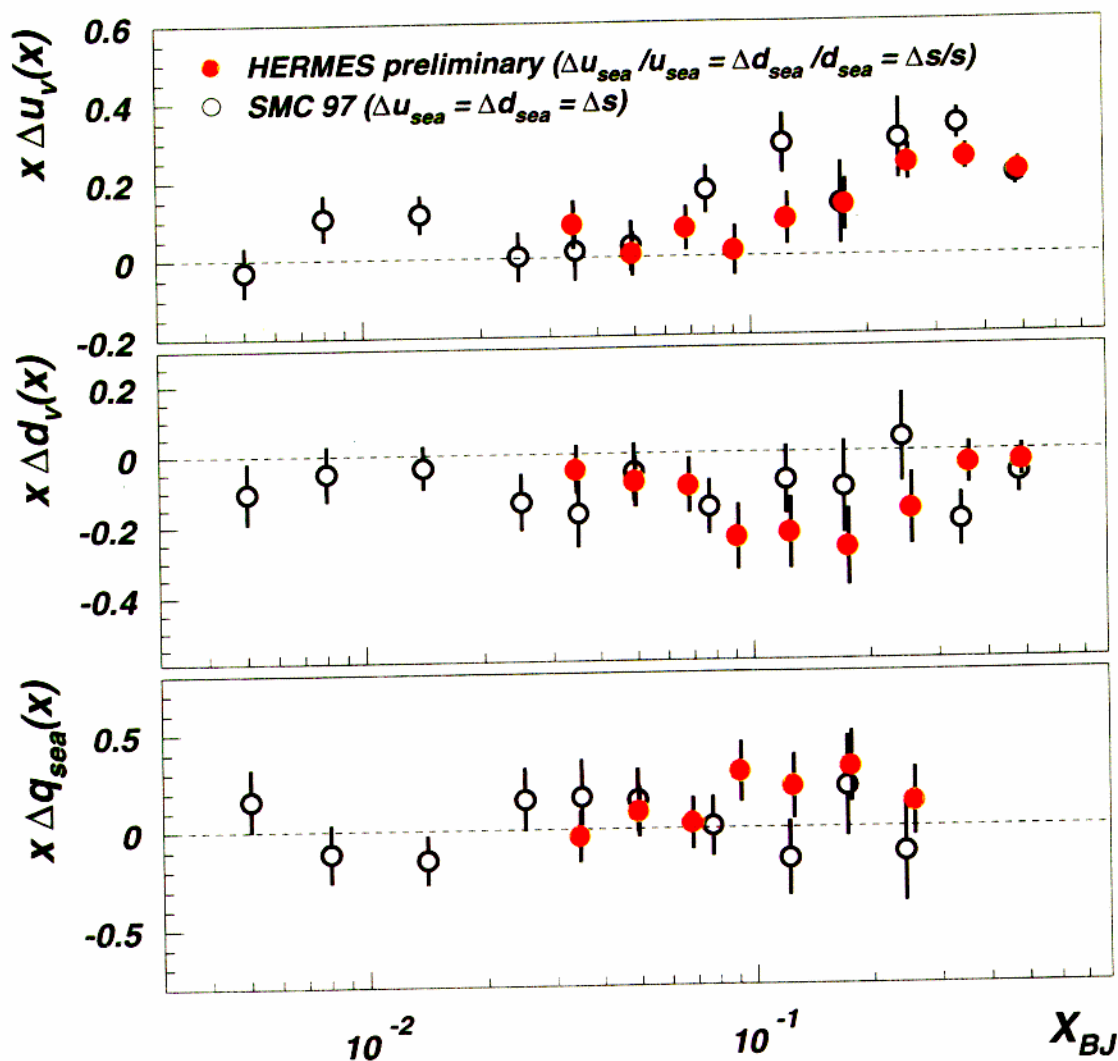 x Δu_v(x)
0.6
0.4
0.2
0
-0.2
HERMES preliminary (Δu_sea/u_sea = Δd_sea/d_sea = Δs/s)
SMC 97 (Δu_sea = Δd_sea = Δs)
x Δd_v(x)
0.2
0
-0.2
-0.4
x Δq_sea(x)
0.5
0
-0.5
10^-2
10^-1
X_BJ